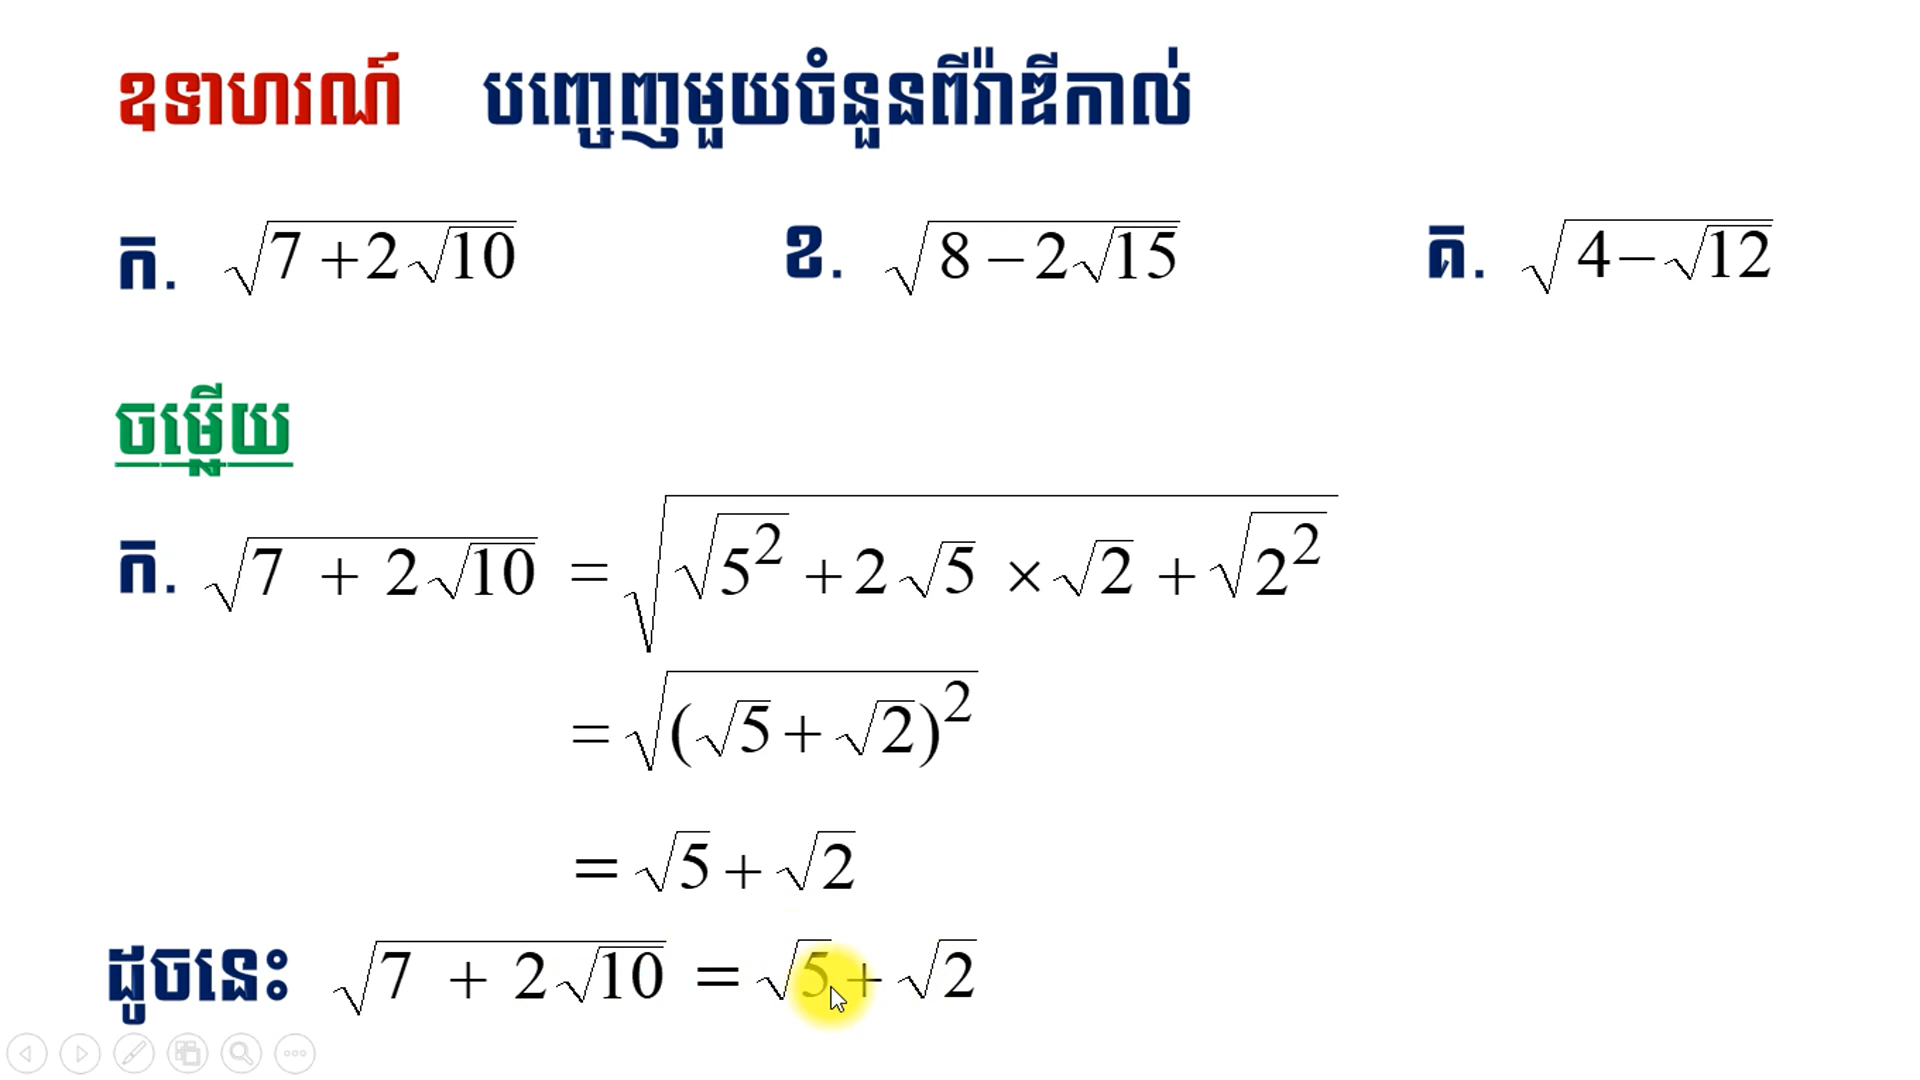 ឧទាហរណ៍ បញ្ចេញមួយចំនួនពីរ៉ាឌីកាល់
ក. √(7 + 2√10) ខ. √(8 − 2√15) គ. √(4 − √12)
ចម្លើយ
ក. √(7 + 2√10) = √(√5² + 2√5 × √2 + √2²)
= √((√5 + √2)²)
= √5 + √2
ដូចនេះ √(7 + 2√10) = √5 + √2